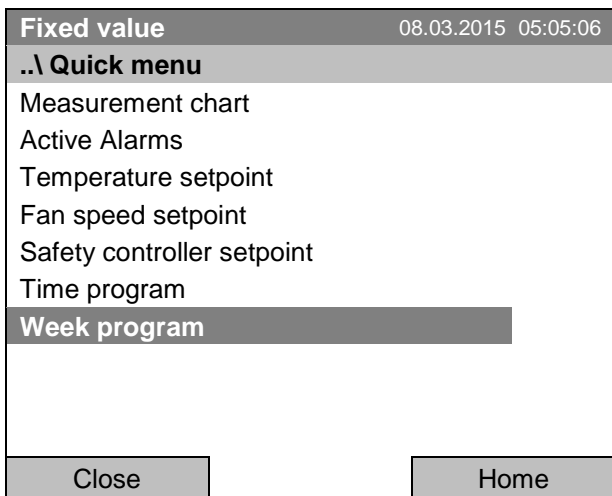 Fixed value 08.03.2015 05:05:06
..\ Quick menu
Measurement chart
Active Alarms
Temperature setpoint
Fan speed setpoint
Safety controller setpoint
Time program
Week program
Close Home